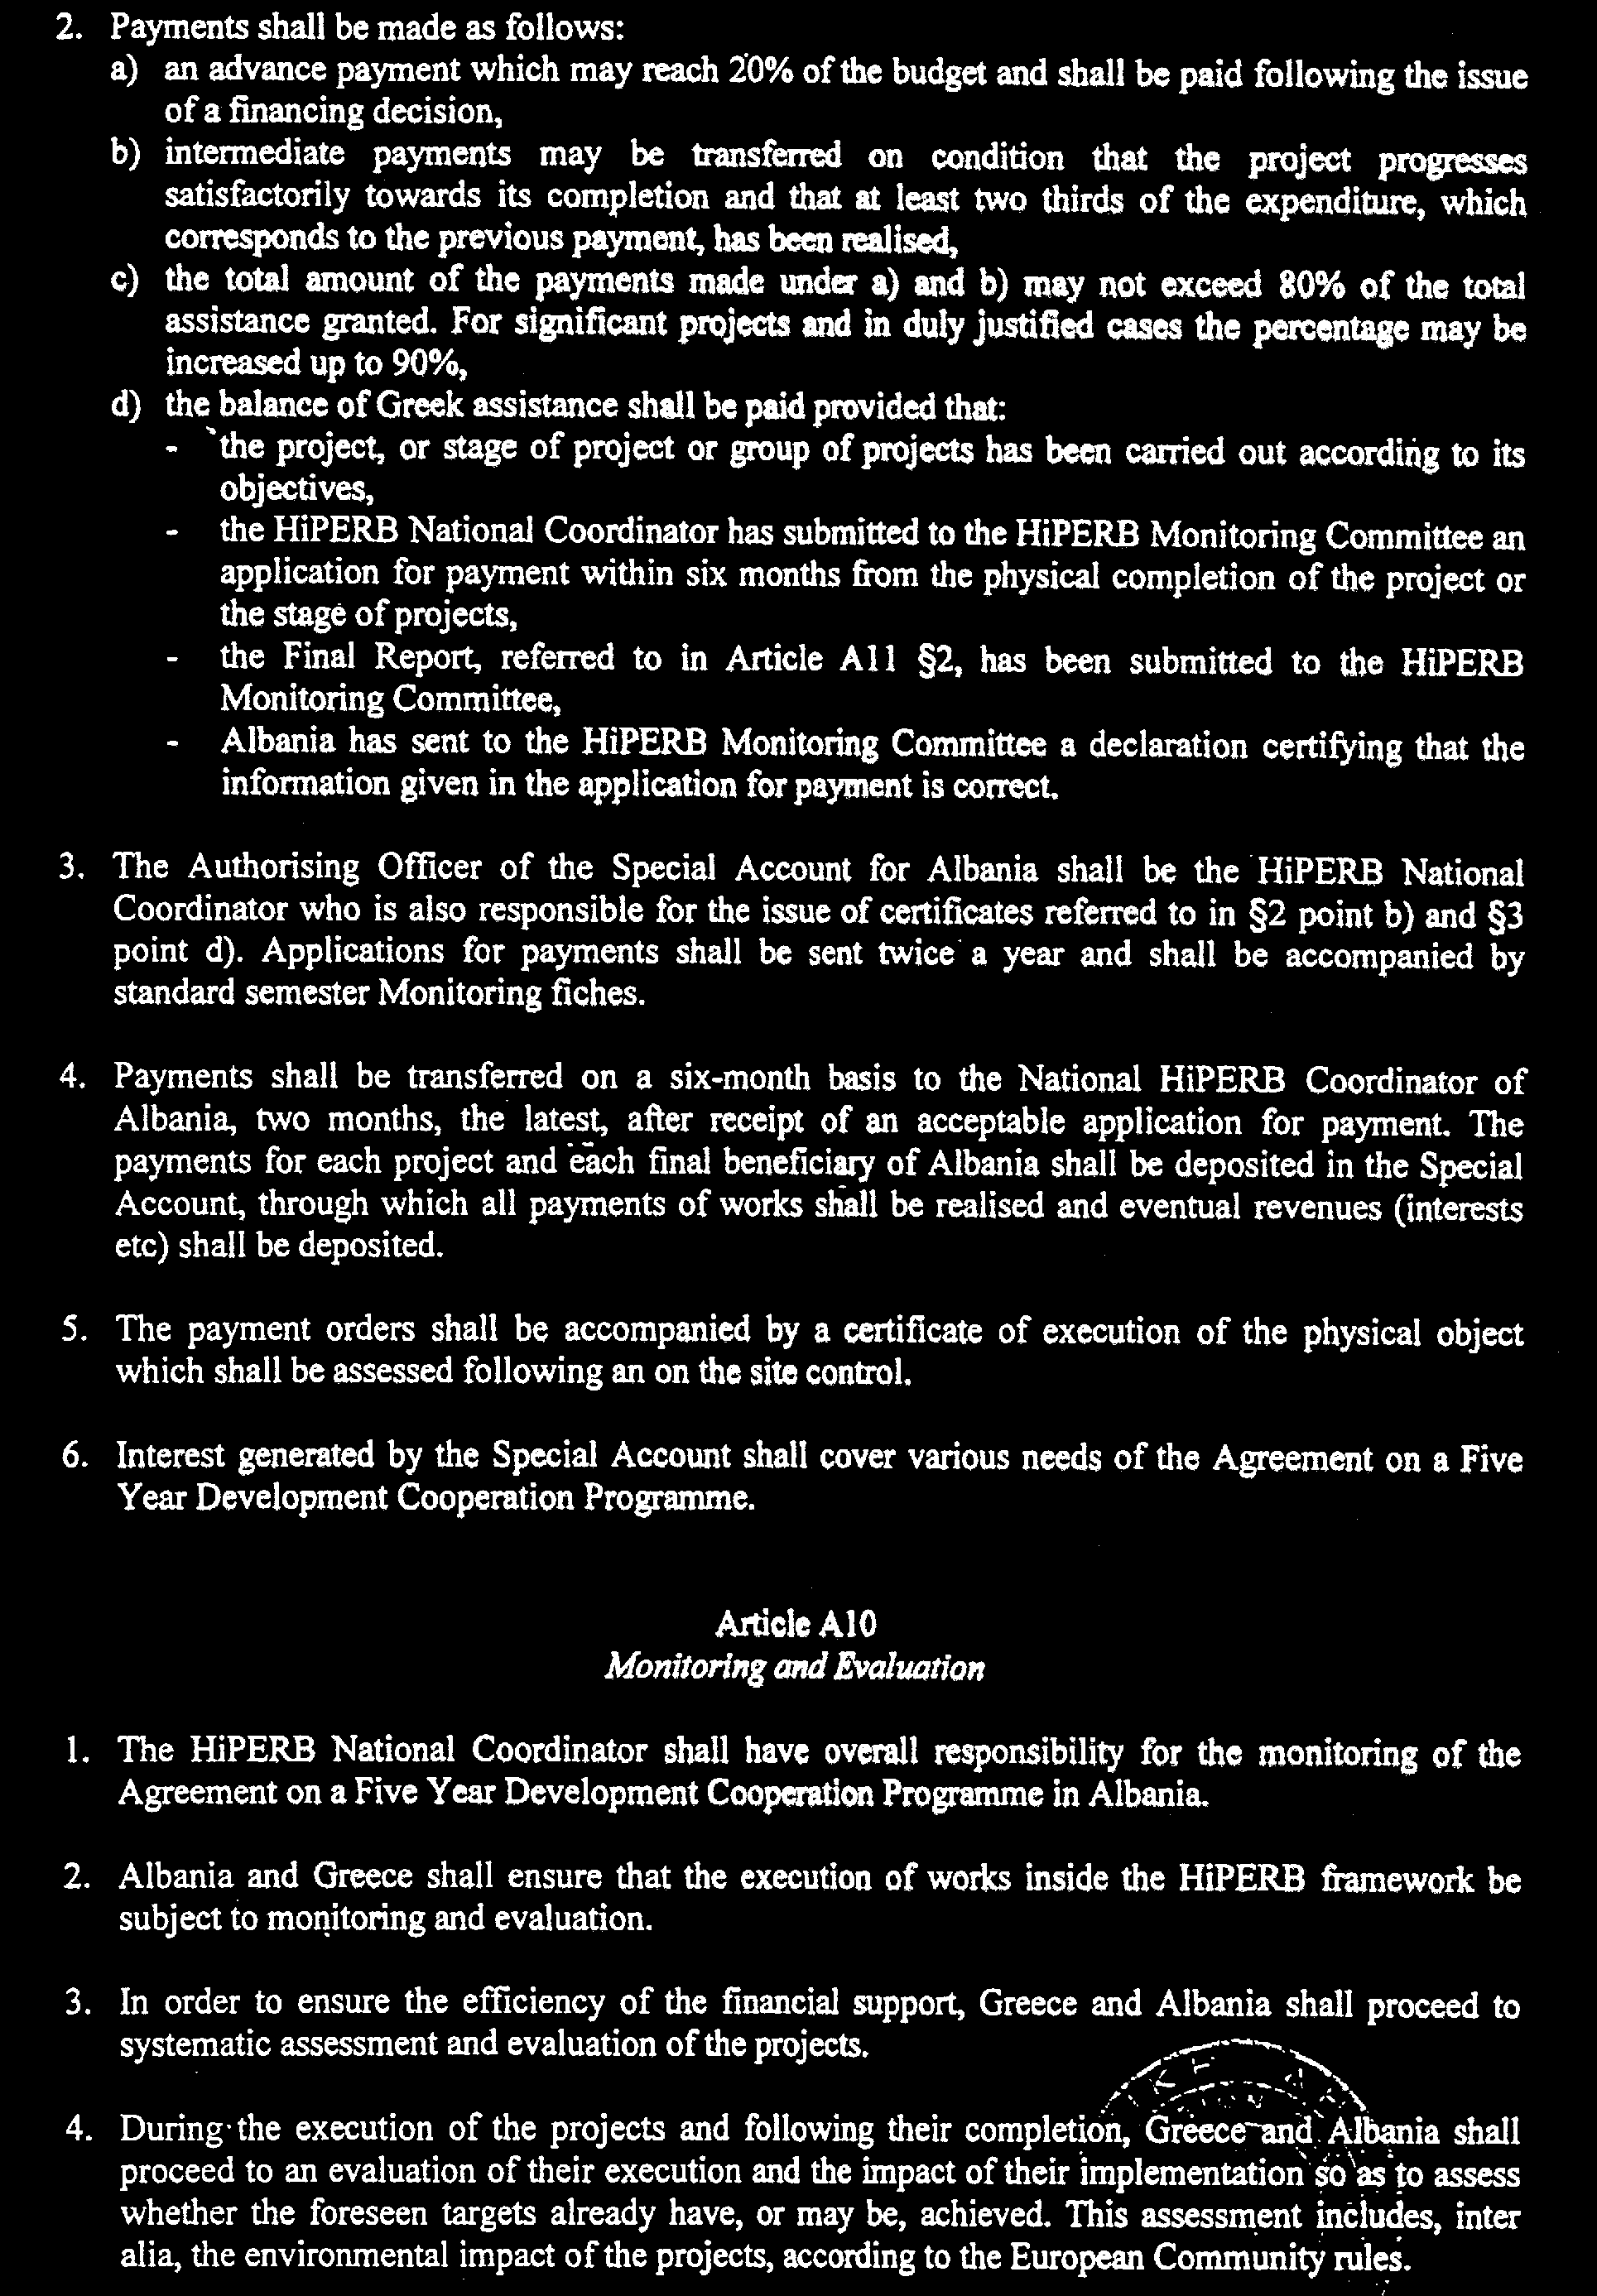 2. Payments shall be made as follows:
a) an advance payment which may reach 20% of the budget and shall be paid following the issue
of a financing decision,
b) intermediate payments may be transferred on condition that the project progresses
satisfactorily towards its completion and that at least two thirds of the expenditure, which
corresponds to the previous payment, has been realised,
c) the total amount of the payments made under a) and b) may not exceed 80% of the total
assistance granted. For significant projects and in duly justified cases the percentage may be
increased up to 90%,
d) the balance of Greek assistance shall be paid provided that:
- the project, or stage of project or group of projects has been carried out according to its
objectives,
- the HiPERB National Coordinator has submitted to the HiPERB Monitoring Committee an
application for payment within six months from the physical completion of the project or
the stage of projects,
- the Final Report, referred to in Article A11 §2, has been submitted to the HiPERB
Monitoring Committee,
- Albania has sent to the HiPERB Monitoring Committee a declaration certifying that the
information given in the application for payment is correct.
3. The Authorising Officer of the Special Account for Albania shall be the HiPERB National
Coordinator who is also responsible for the issue of certificates referred to in §2 point b) and §3
point d). Applications for payments shall be sent twice a year and shall be accompanied by
standard semester Monitoring fiches.
4. Payments shall be transferred on a six-month basis to the National HiPERB Coordinator of
Albania, two months, the latest, after receipt of an acceptable application for payment. The
payments for each project and each final beneficiary of Albania shall be deposited in the Special
Account, through which all payments of works shall be realised and eventual revenues (interests
etc) shall be deposited.
5. The payment orders shall be accompanied by a certificate of execution of the physical object
which shall be assessed following an on the site control.
6. Interest generated by the Special Account shall cover various needs of the Agreement on a Five
Year Development Cooperation Programme.
Article A10
Monitoring and Evaluation
1. The HiPERB National Coordinator shall have overall responsibility for the monitoring of the
Agreement on a Five Year Development Cooperation Programme in Albania.
2. Albania and Greece shall ensure that the execution of works inside the HiPERB framework be
subject to monitoring and evaluation.
3. In order to ensure the efficiency of the financial support, Greece and Albania shall proceed to
systematic assessment and evaluation of the projects.
4. During the execution of the projects and following their completion, Greece and Albania shall
proceed to an evaluation of their execution and the impact of their implementation so as to assess
whether the foreseen targets already have, or may be, achieved. This assessment includes, inter
alia, the environmental impact of the projects, according to the European Community rules.